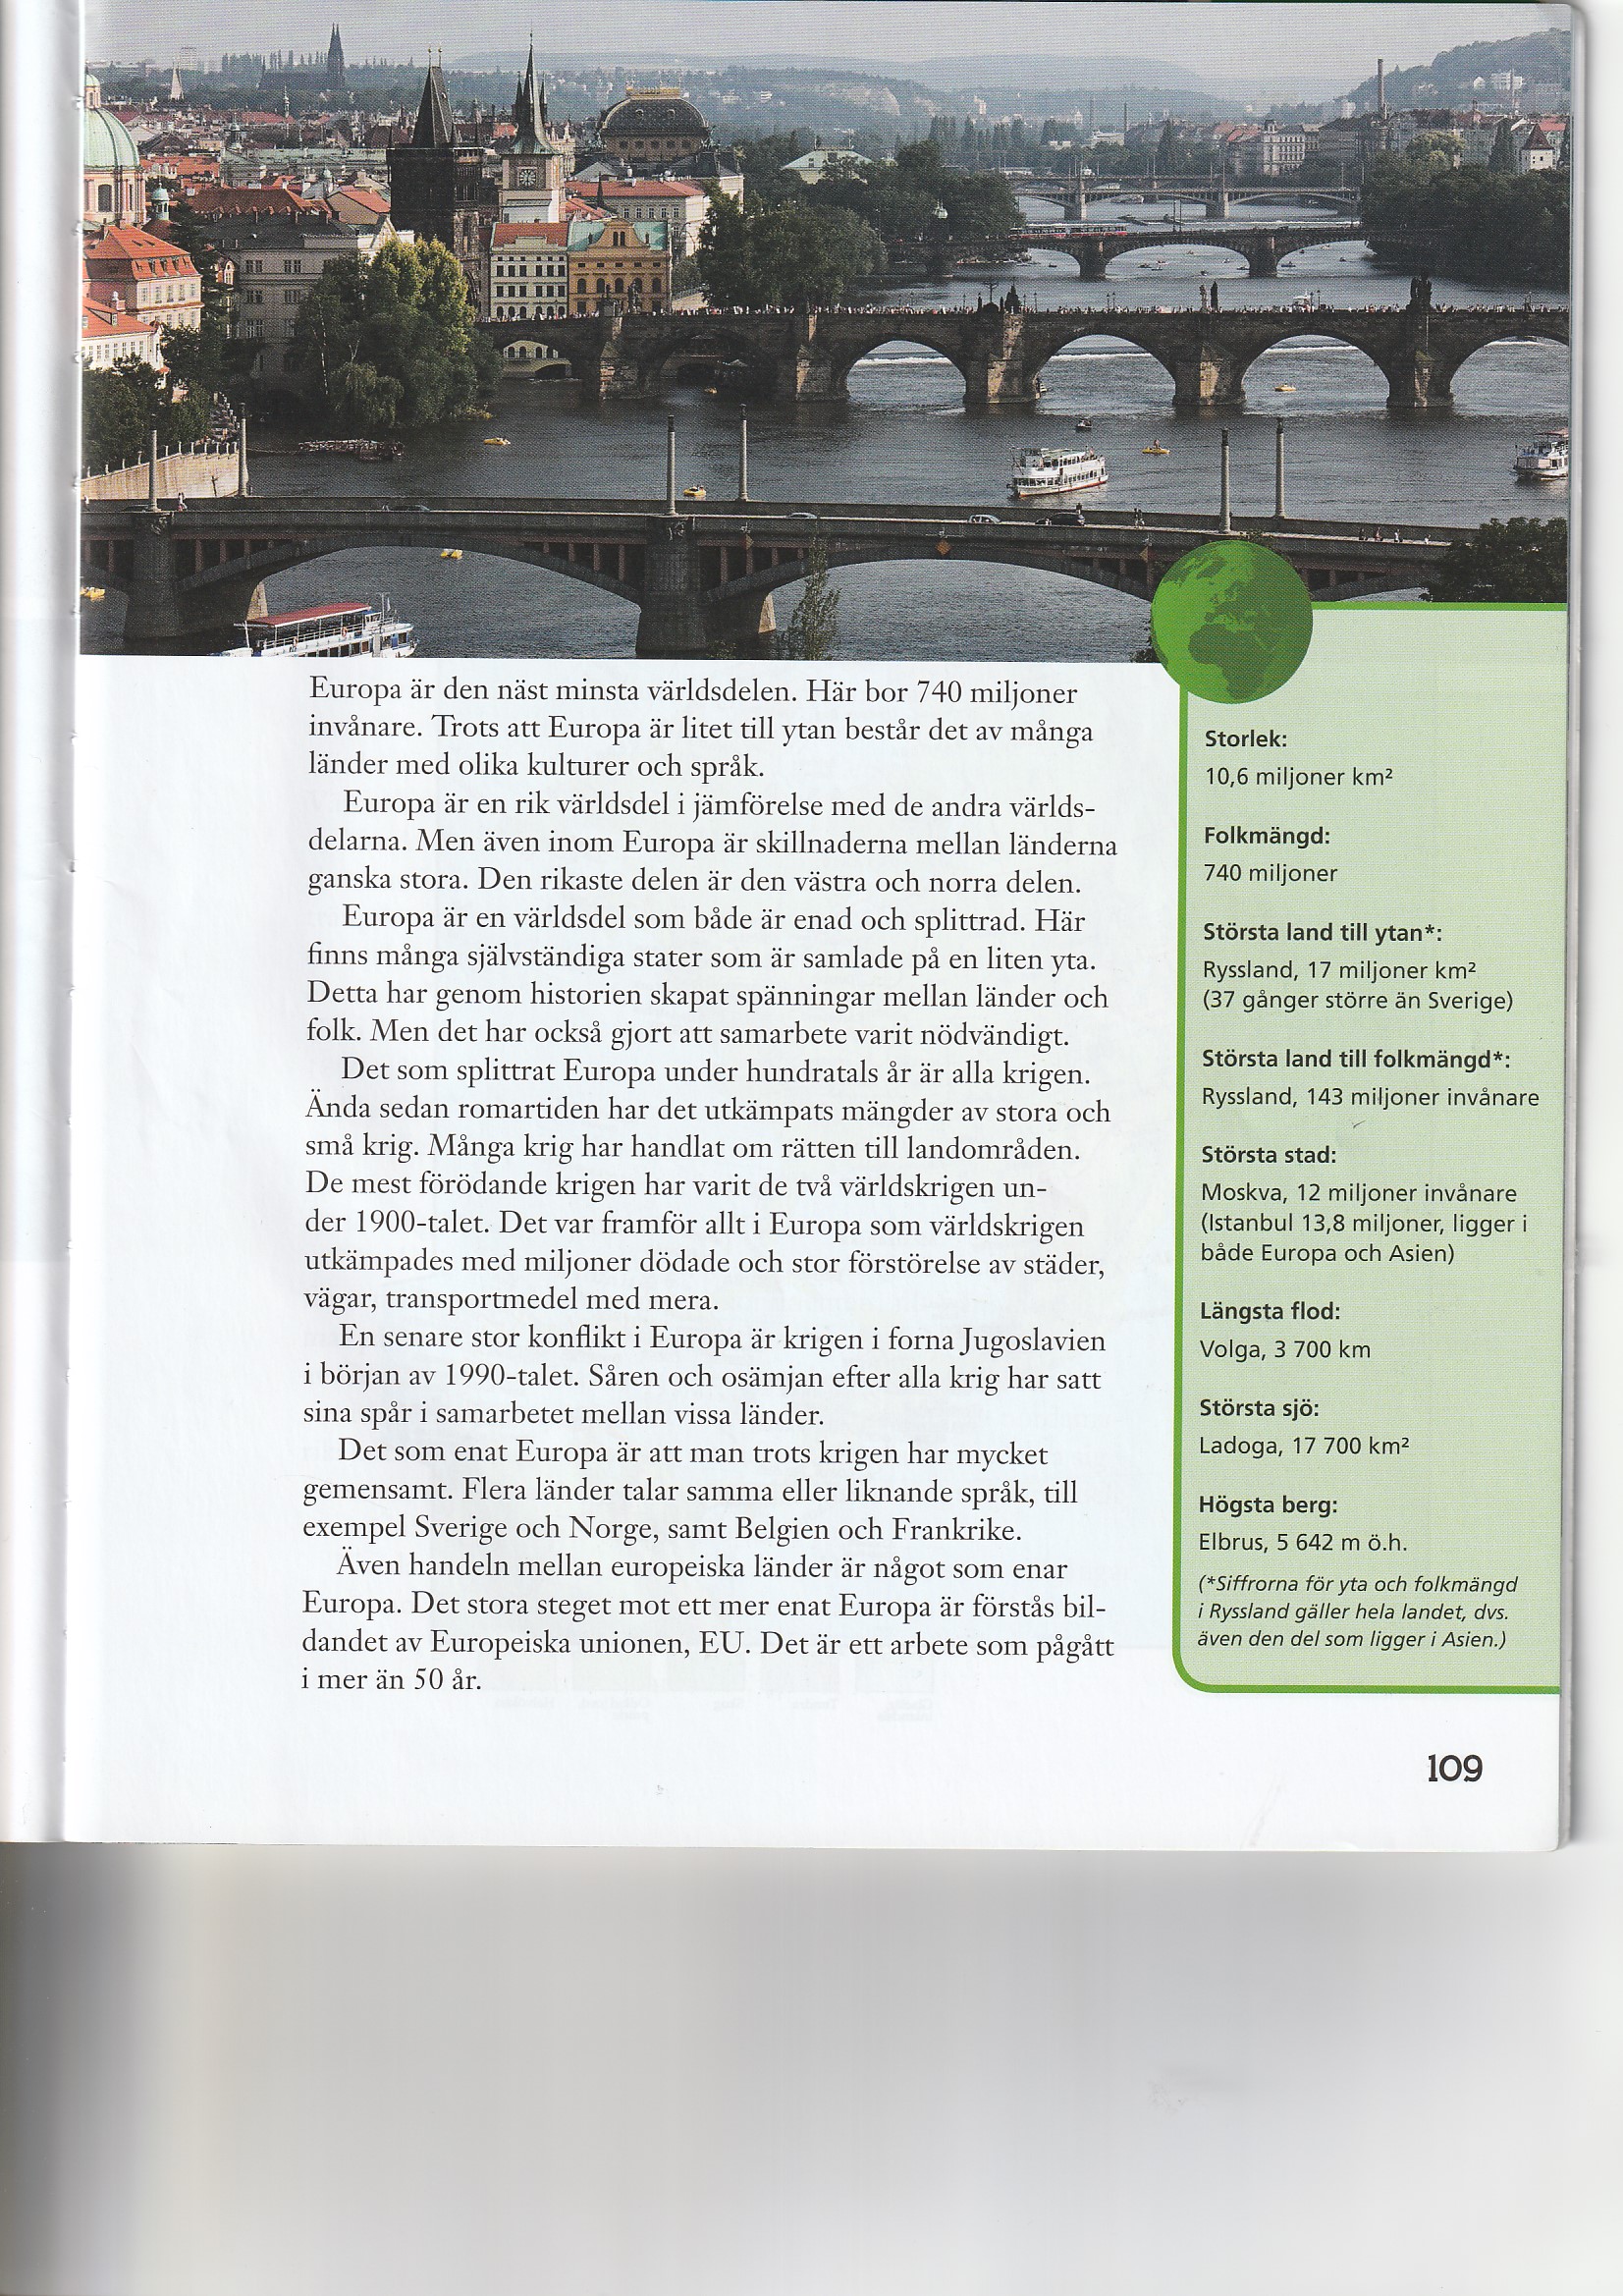 Europa är den näst minsta världsdelen. Här bor 740 miljoner
invånare. Trots att Europa är litet till ytan består det av många
länder med olika kulturer och språk.
Europa är en rik världsdel i jämförelse med de andra världs-
delarna. Men även inom Europa är skillnaderna mellan länderna
ganska stora. Den rikaste delen är den västra och norra delen.
Europa är en världsdel som både är enad och splittrad. Här
finns många självständiga stater som är samlade på en liten yta.
Detta har genom historien skapat spänningar mellan länder och
folk. Men det har också gjort att samarbete varit nödvändigt.
Det som splittrat Europa under hundratals år är alla krigen.
Ända sedan romartiden har det utkämpats mängder av stora och
små krig. Många krig har handlat om rätten till landområden.
De mest förödande krigen har varit de två världskrigen un-
der 1900-talet. Det var framför allt i Europa som världskrigen
utkämpades med miljoner dödade och stor förstörelse av städer,
vägar, transportmedel med mera.
En senare stor konflikt i Europa är krigen i forna Jugoslavien
i början av 1990-talet. Såren och osämjan efter alla krig har satt
sina spår i samarbetet mellan vissa länder.
Det som enat Europa är att man trots krigen har mycket
gemensamt. Flera länder talar samma eller liknande språk, till
exempel Sverige och Norge, samt Belgien och Frankrike.
Även handeln mellan europeiska länder är något som enar
Europa. Det stora steget mot ett mer enat Europa är förstås bil-
dandet av Europeiska unionen, EU. Det är ett arbete som pågått
i mer än 50 år.
Storlek:
10,6 miljoner km²
Folkmängd:
740 miljoner
Största land till ytan*:
Ryssland, 17 miljoner km²
(37 gånger större än Sverige)
Största land till folkmängd*:
Ryssland, 143 miljoner invånare
Största stad:
Moskva, 12 miljoner invånare
(Istanbul 13,8 miljoner, ligger i
både Europa och Asien)
Längsta flod:
Volga, 3 700 km
Största sjö:
Ladoga, 17 700 km²
Högsta berg:
Elbrus, 5 642 m ö.h.
(*Siffrorna för yta och folkmängd
i Ryssland gäller hela landet, dvs.
även den del som ligger i Asien.)
109